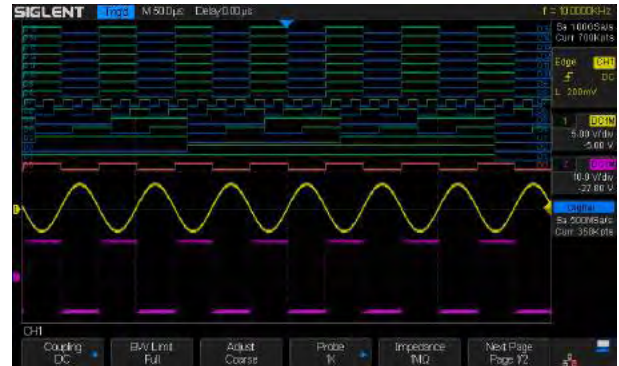 SIGLENT Trig'd M 50.0µs Delay:0.00µs f = 10.0000KHz
Sa 1.00GSa/s
Curr 700Kpts
Edge CH1
DC
L 200mV
1 DC1M
5.00 V/div
-5.00 V
2 DC1M
10.0 V/div
-27.80 V
Digital
Sa 500MSa/s
Curr 350Kpts
CH1
Coupling BW Limit Adjust Probe Impedance Next Page
DC Full Coarse 1X 1MΩ Page 1/2